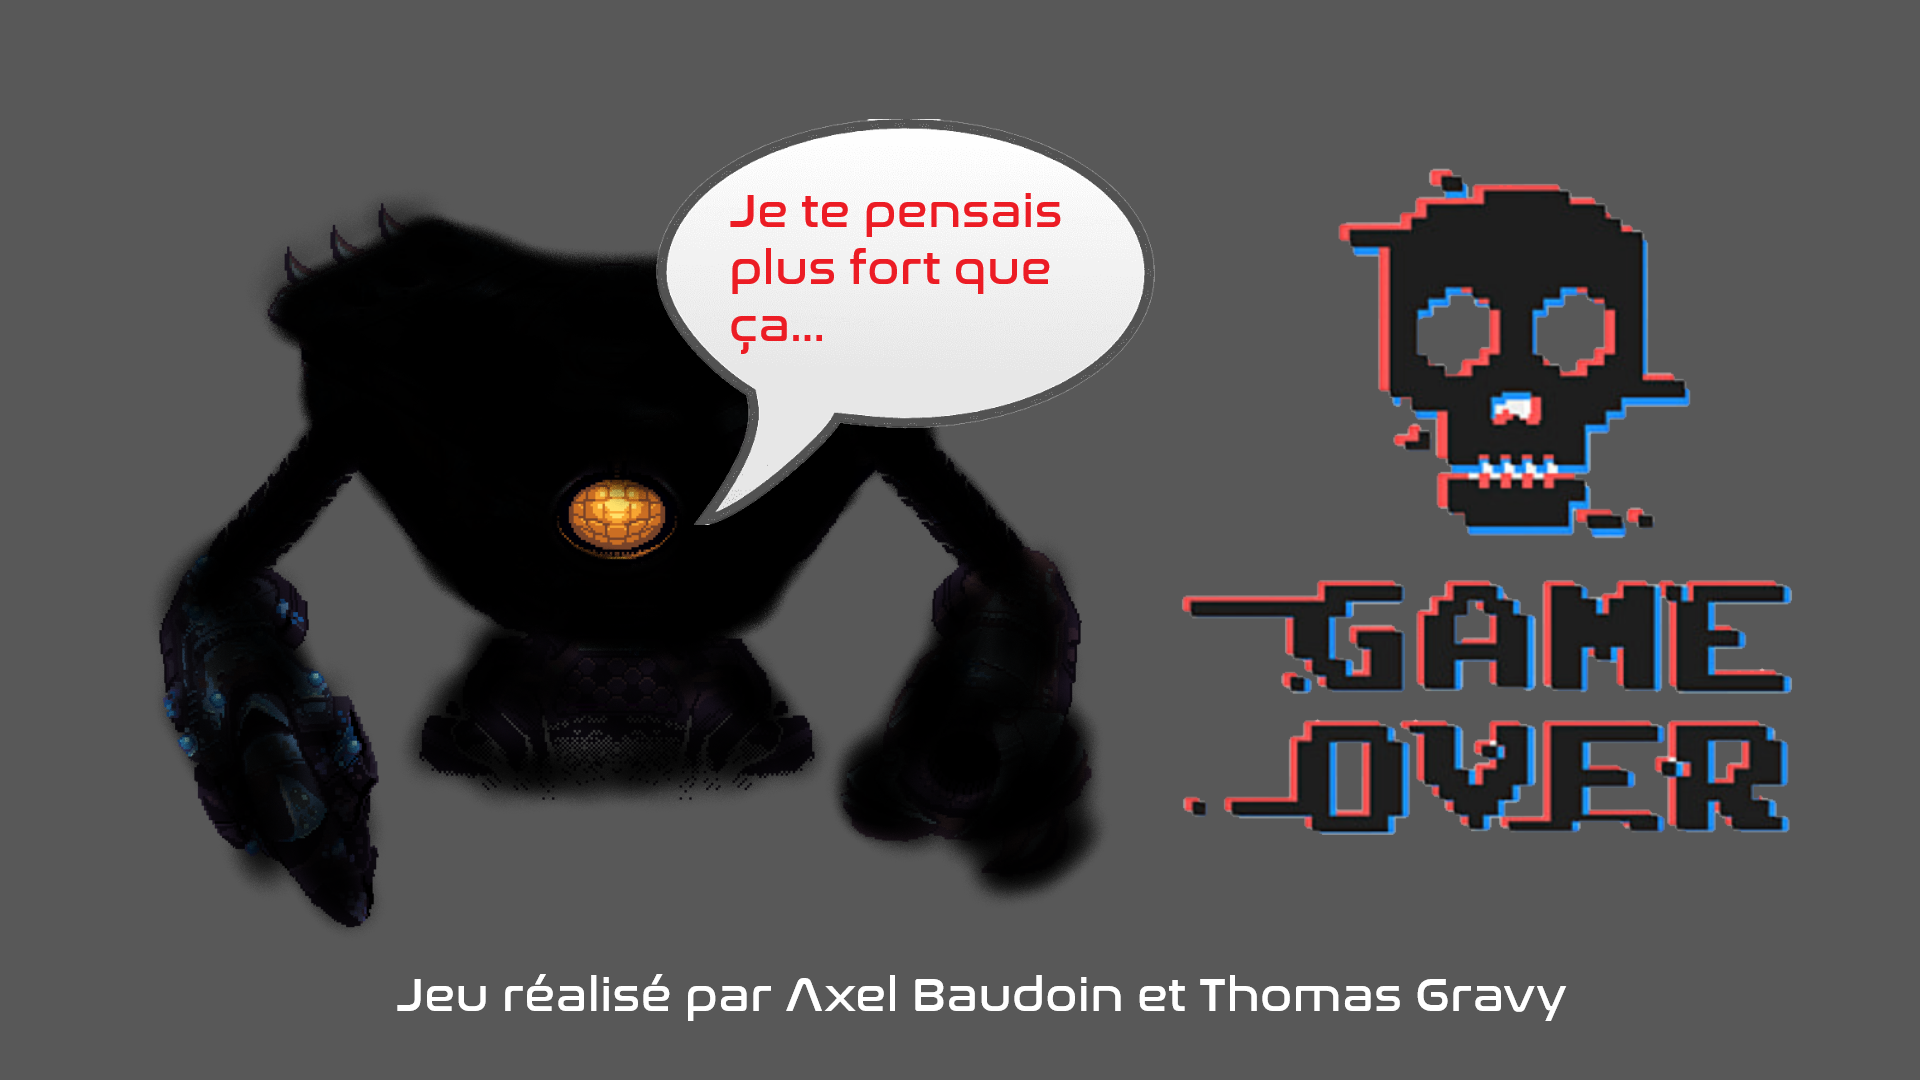 Je te pensais
plus fort que
ça...
GAME
OVER
Jeu réalisé par Axel Baudoin et Thomas Gravy